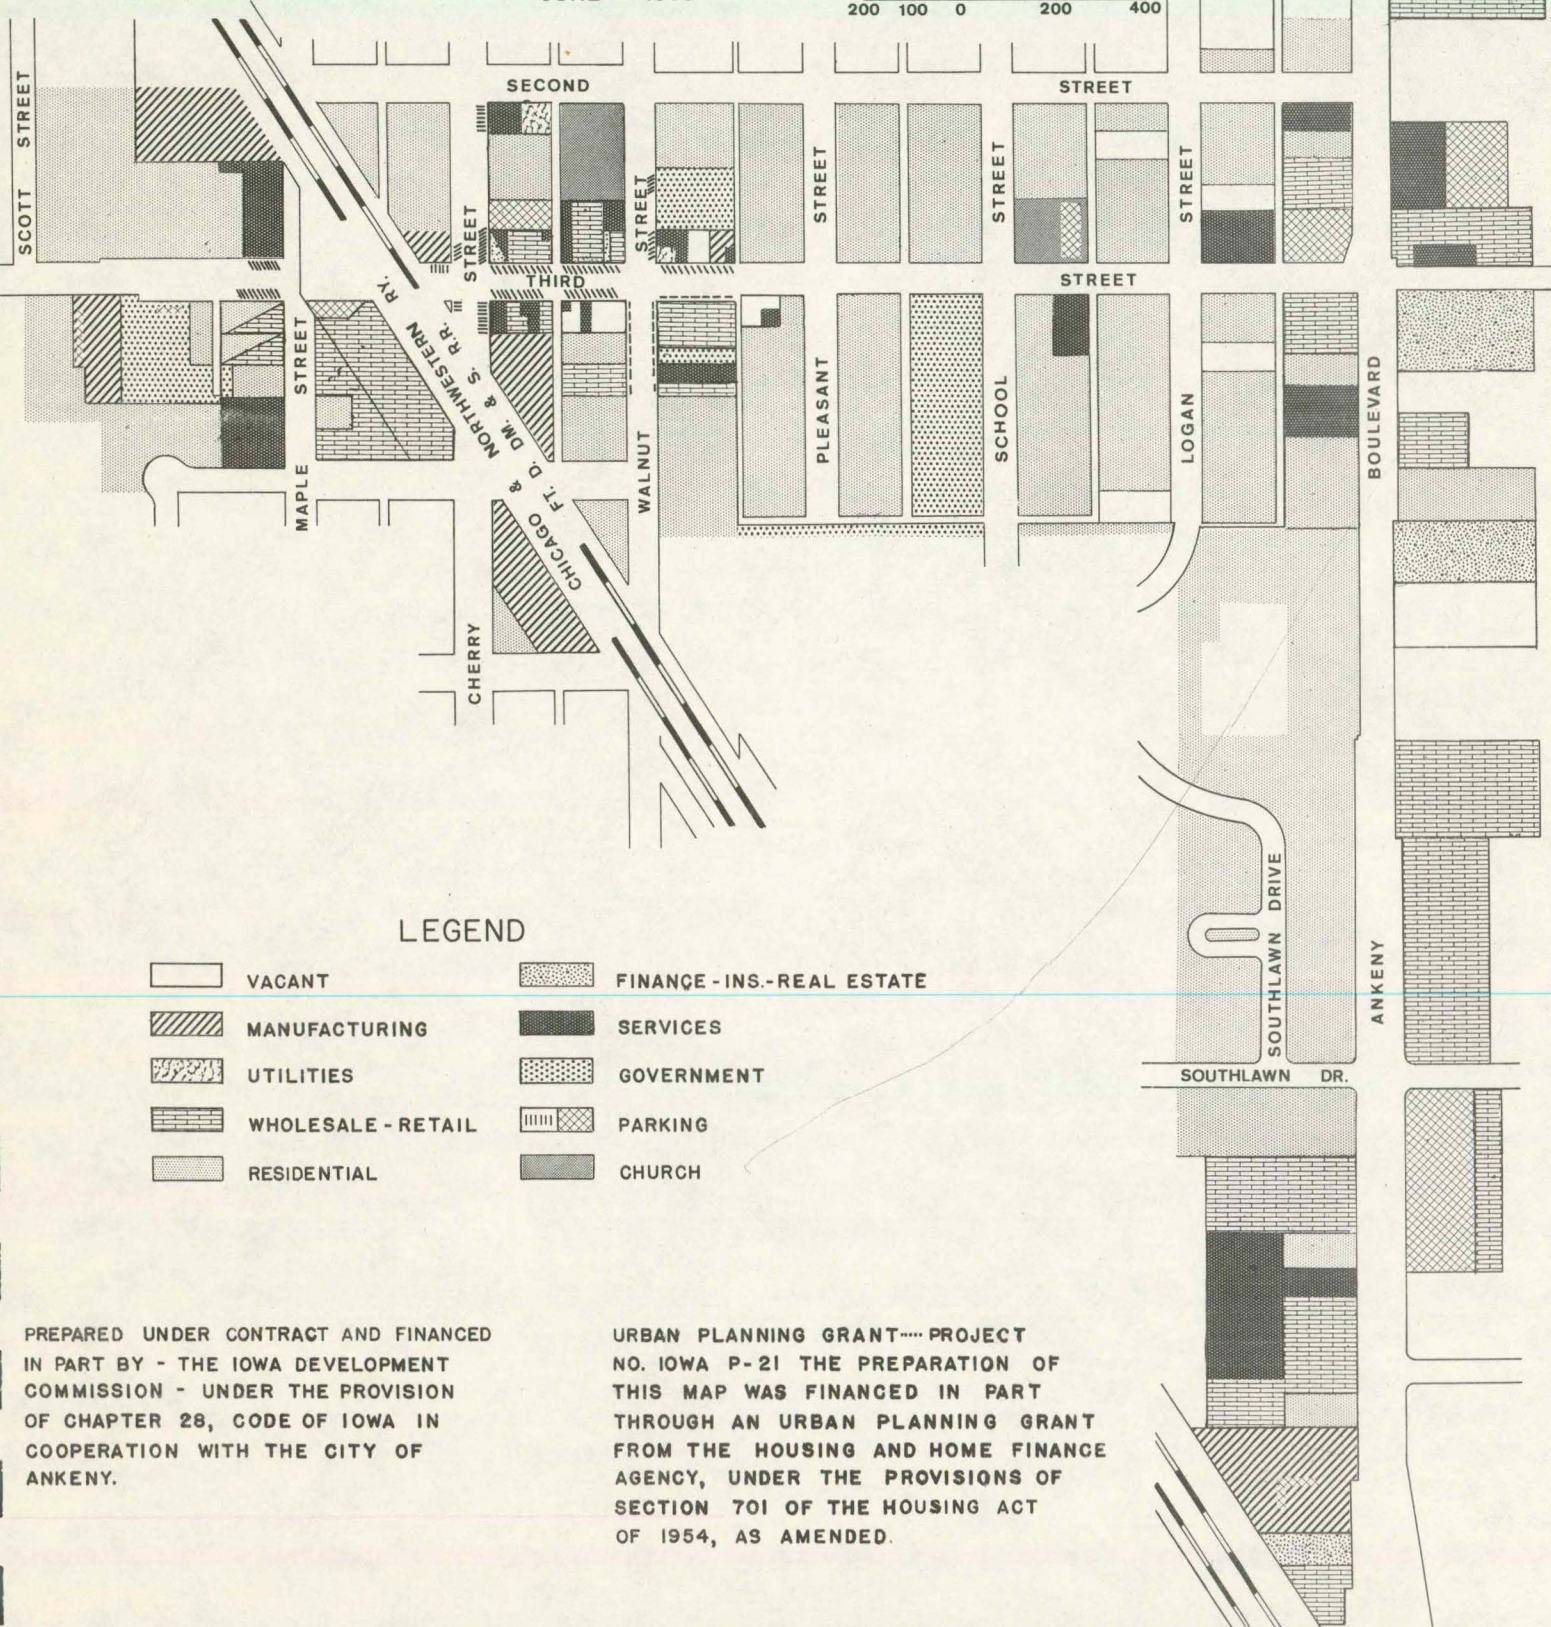 200 100 0 200 400
SECOND STREET
SCOTT STREET
STREET
STREET
STREET
STREET
STREET
THIRD STREET
MAPLE STREET
CHICAGO & NORTHWESTERN RY.
FT. D. DM. & S. R.R.
CHERRY
WALNUT
PLEASANT
SCHOOL
LOGAN
ANKENY BOULEVARD
SOUTHLAWN DRIVE
SOUTHLAWN DR.
LEGEND
VACANT
MANUFACTURING
UTILITIES
WHOLESALE - RETAIL
RESIDENTIAL
FINANCE - INS.- REAL ESTATE
SERVICES
GOVERNMENT
PARKING
CHURCH
PREPARED UNDER CONTRACT AND FINANCED
IN PART BY - THE IOWA DEVELOPMENT
COMMISSION - UNDER THE PROVISION
OF CHAPTER 28, CODE OF IOWA IN
COOPERATION WITH THE CITY OF
ANKENY.
URBAN PLANNING GRANT····· PROJECT
NO. IOWA P-21 THE PREPARATION OF
THIS MAP WAS FINANCED IN PART
THROUGH AN URBAN PLANNING GRANT
FROM THE HOUSING AND HOME FINANCE
AGENCY, UNDER THE PROVISIONS OF
SECTION 701 OF THE HOUSING ACT
OF 1954, AS AMENDED.